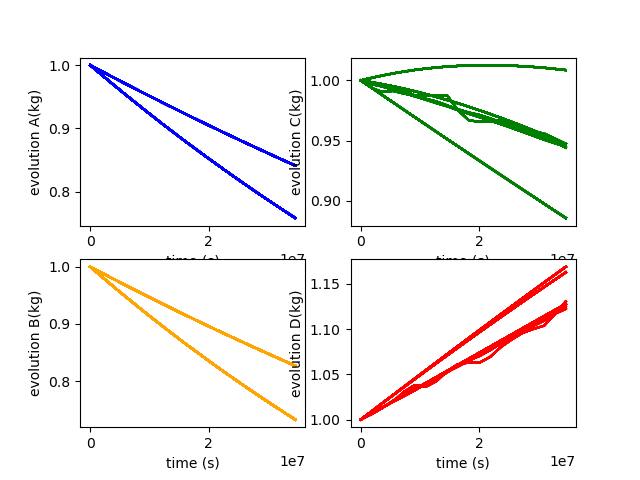 evolution A(kg)
1.0
0.9
0.8
0
2
evolution C(kg)
1.00
0.95
0.90
0
2
time (s)
1e7
time (s)
1e7
evolution B(kg)
1.0
0.9
0.8
0
2
time (s)
1e7
evolution D(kg)
1.15
1.10
1.05
1.00
0
2
time (s)
1e7